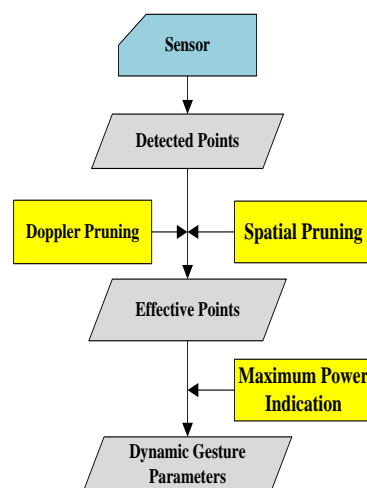 Sensor
Detected Points
Doppler Pruning
Spatial Pruning
Effective Points
Maximum Power
Indication
Dynamic Gesture
Parameters